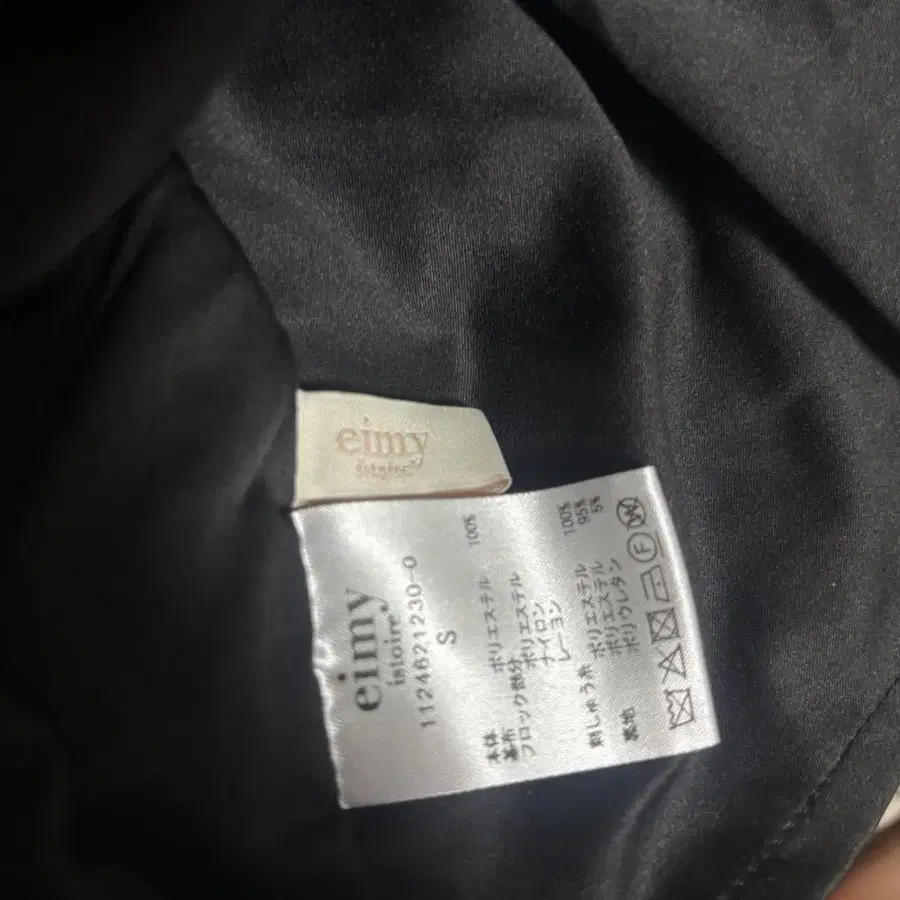 eimy
istoire
eimy
istoire
1124621230-0
S
本体 ポリエステル 100%
基布 ポリエステル
フロック部分 ナイロン
レーヨン
刺しゅう糸 ポリエステル 100%
裏地 ポリエステル 95%
ポリウレタン 5%
F
W